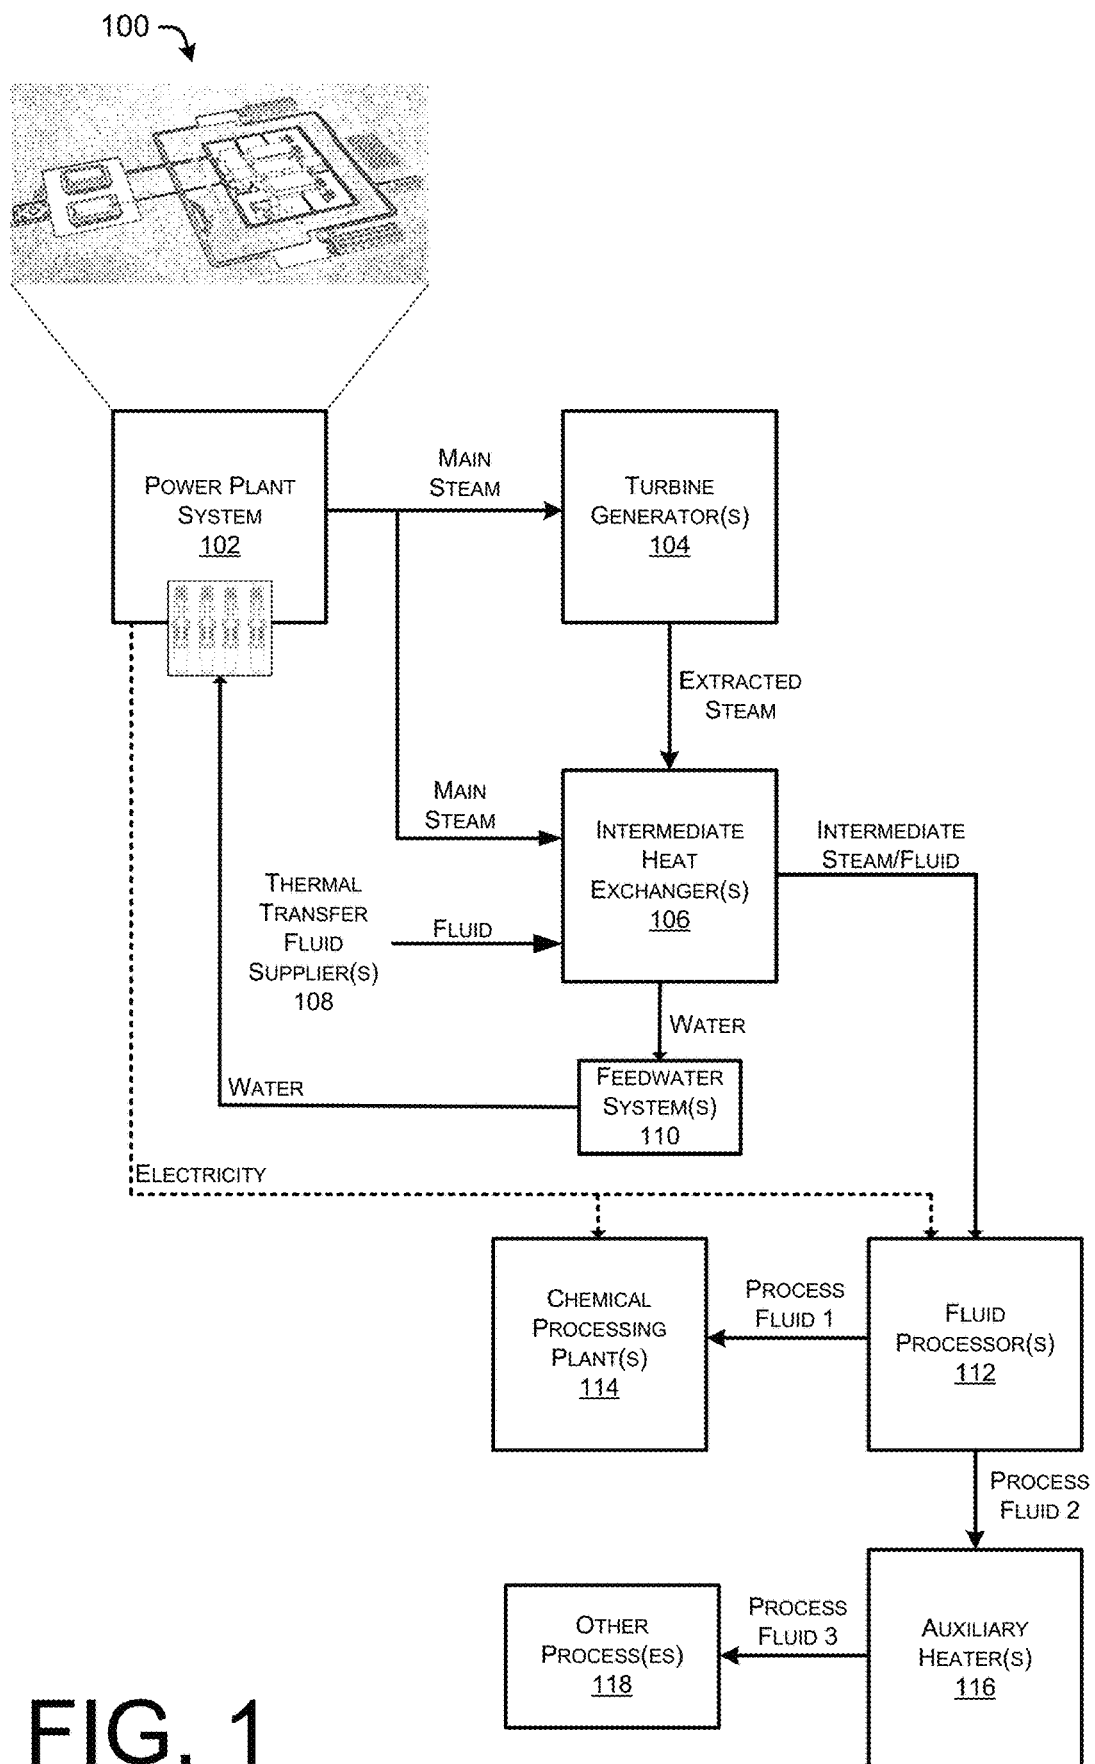 100
POWER PLANT
SYSTEM
102
MAIN
STEAM
TURBINE
GENERATOR(S)
104
EXTRACTED
STEAM
MAIN
STEAM
INTERMEDIATE
HEAT
EXCHANGER(S)
106
INTERMEDIATE
STEAM/FLUID
THERMAL
TRANSFER
FLUID
SUPPLIER(S)
108
FLUID
WATER
FEEDWATER
SYSTEM(S)
110
WATER
ELECTRICITY
CHEMICAL
PROCESSING
PLANT(S)
114
PROCESS
FLUID 1
FLUID
PROCESSOR(S)
112
PROCESS
FLUID 2
OTHER
PROCESS(ES)
118
PROCESS
FLUID 3
AUXILIARY
HEATER(S)
116
FIG. 1